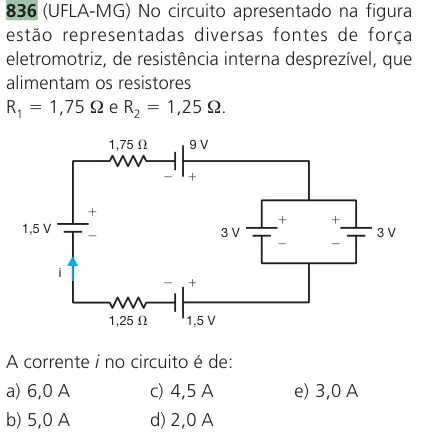 836 (UFLA-MG) No circuito apresentado na figura
estão representadas diversas fontes de força
eletromotriz, de resistência interna desprezível, que
alimentam os resistores
R₁ = 1,75 Ω e R₂ = 1,25 Ω.
1,75 Ω 9 V
− +
1,5 V + −
3 V + − + − 3 V
i
− +
1,25 Ω 1,5 V
A corrente i no circuito é de:
a) 6,0 A c) 4,5 A e) 3,0 A
b) 5,0 A d) 2,0 A